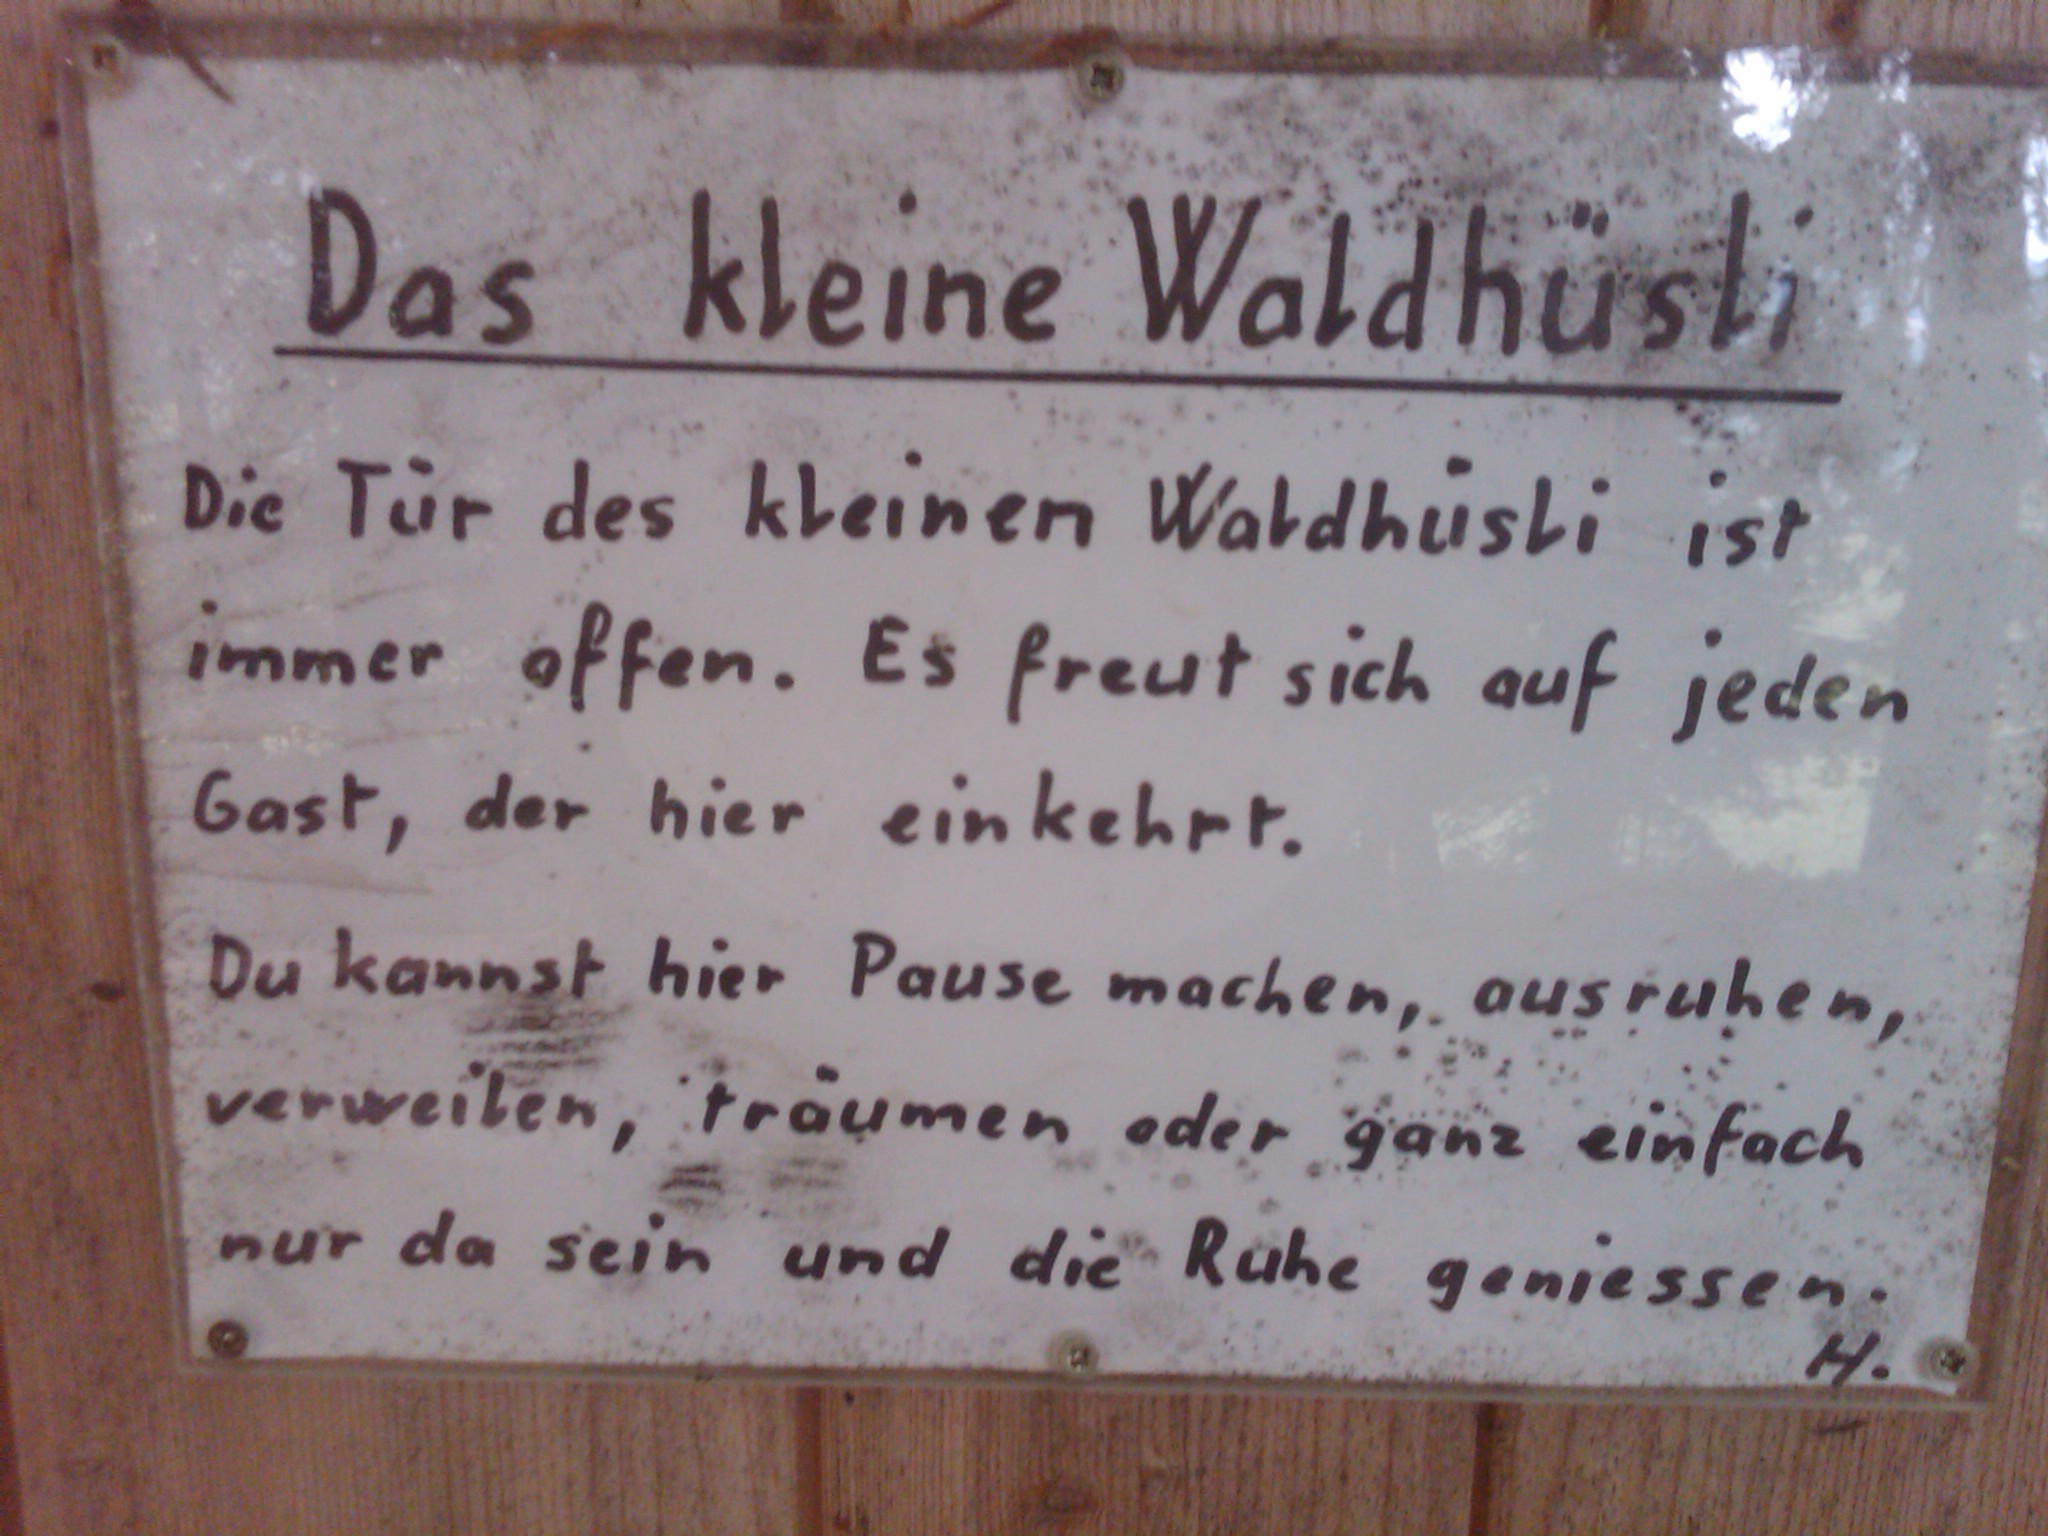 Das kleine Waldhüsli
Die Tür des kleinen Waldhüsli ist
immer offen. Es freut sich auf jeden
Gast, der hier einkehrt.
Du kannst hier Pause machen, ausruhen,
verweilen, träumen oder ganz einfach
nur da sein und die Ruhe geniessen.
H.